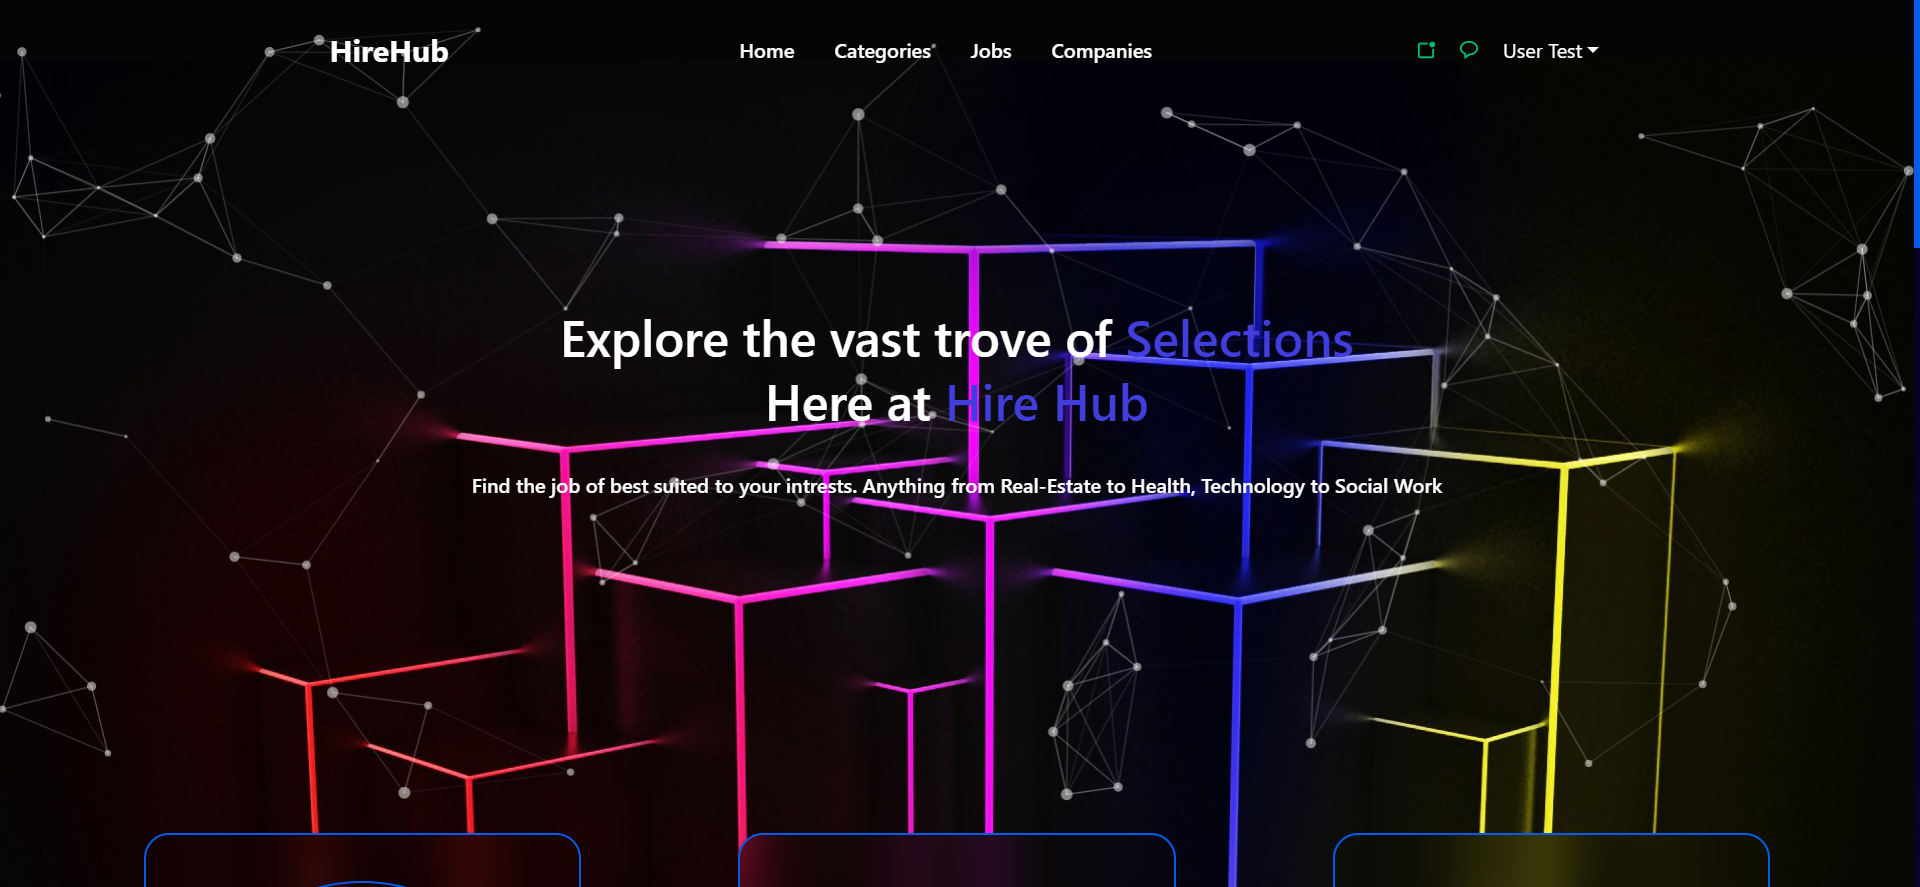 HireHub
Home
Categories
Jobs
Companies
User Test
Explore the vast trove of Selections
Here at Hire Hub
Find the job of best suited to your intrests. Anything from Real-Estate to Health, Technology to Social Work